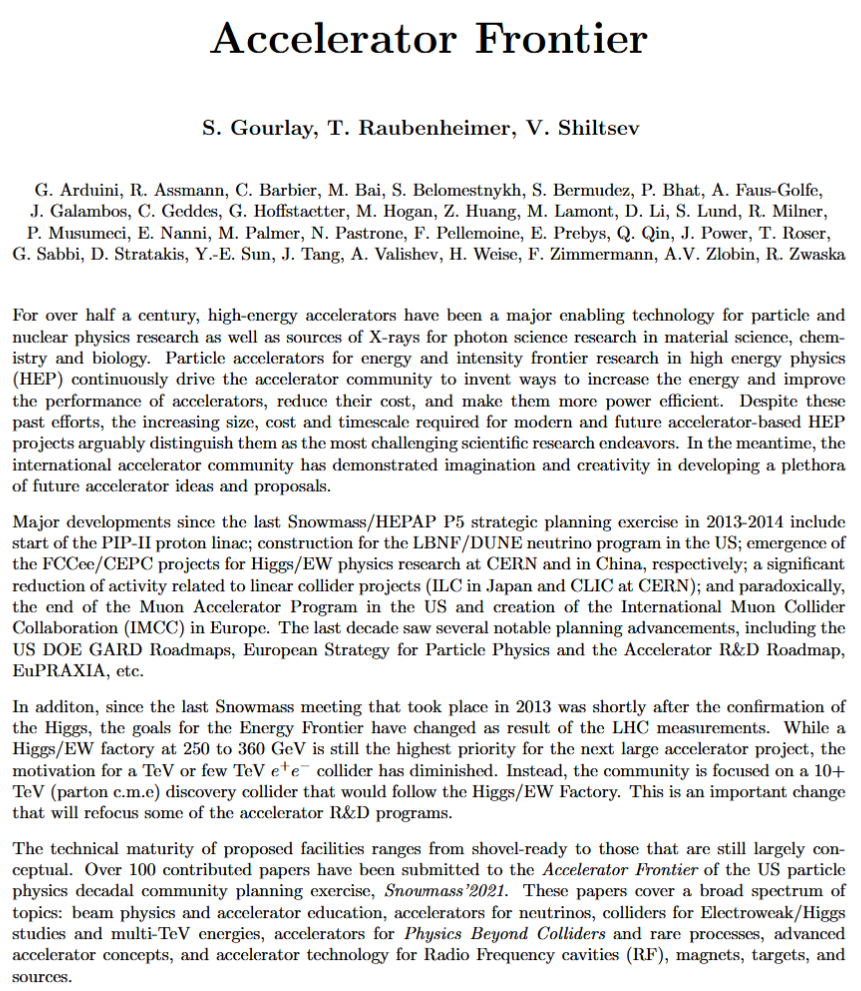 Accelerator Frontier
S. Gourlay, T. Raubenheimer, V. Shiltsev
G. Arduini, R. Assmann, C. Barbier, M. Bai, S. Belomestnykh, S. Bermudez, P. Bhat, A. Faus-Golfe,
J. Galambos, C. Geddes, G. Hoffstaetter, M. Hogan, Z. Huang, M. Lamont, D. Li, S. Lund, R. Milner,
P. Musumeci, E. Nanni, M. Palmer, N. Pastrone, F. Pellemoine, E. Prebys, Q. Qin, J. Power, T. Roser,
G. Sabbi, D. Stratakis, Y.-E. Sun, J. Tang, A. Valishev, H. Weise, F. Zimmermann, A.V. Zlobin, R. Zwaska
For over half a century, high-energy accelerators have been a major enabling technology for particle and
nuclear physics research as well as sources of X-rays for photon science research in material science, chem-
istry and biology. Particle accelerators for energy and intensity frontier research in high energy physics
(HEP) continuously drive the accelerator community to invent ways to increase the energy and improve
the performance of accelerators, reduce their cost, and make them more power efficient. Despite these
past efforts, the increasing size, cost and timescale required for modern and future accelerator-based HEP
projects arguably distinguish them as the most challenging scientific research endeavors. In the meantime, the
international accelerator community has demonstrated imagination and creativity in developing a plethora
of future accelerator ideas and proposals.
Major developments since the last Snowmass/HEPAP P5 strategic planning exercise in 2013-2014 include
start of the PIP-II proton linac; construction for the LBNF/DUNE neutrino program in the US; emergence of
the FCCee/CEPC projects for Higgs/EW physics research at CERN and in China, respectively; a significant
reduction of activity related to linear collider projects (ILC in Japan and CLIC at CERN); and paradoxically,
the end of the Muon Accelerator Program in the US and creation of the International Muon Collider
Collaboration (IMCC) in Europe. The last decade saw several notable planning advancements, including the
US DOE GARD Roadmaps, European Strategy for Particle Physics and the Accelerator R&D Roadmap,
EuPRAXIA, etc.
In additon, since the last Snowmass meeting that took place in 2013 was shortly after the confirmation of
the Higgs, the goals for the Energy Frontier have changed as result of the LHC measurements. While a
Higgs/EW factory at 250 to 360 GeV is still the highest priority for the next large accelerator project, the
motivation for a TeV or few TeV e⁺e⁻ collider has diminished. Instead, the community is focused on a 10+
TeV (parton c.m.e) discovery collider that would follow the Higgs/EW Factory. This is an important change
that will refocus some of the accelerator R&D programs.
The technical maturity of proposed facilities ranges from shovel-ready to those that are still largely con-
ceptual. Over 100 contributed papers have been submitted to the Accelerator Frontier of the US particle
physics decadal community planning exercise, Snowmass'2021. These papers cover a broad spectrum of
topics: beam physics and accelerator education, accelerators for neutrinos, colliders for Electroweak/Higgs
studies and multi-TeV energies, accelerators for Physics Beyond Colliders and rare processes, advanced
accelerator concepts, and accelerator technology for Radio Frequency cavities (RF), magnets, targets, and
sources.